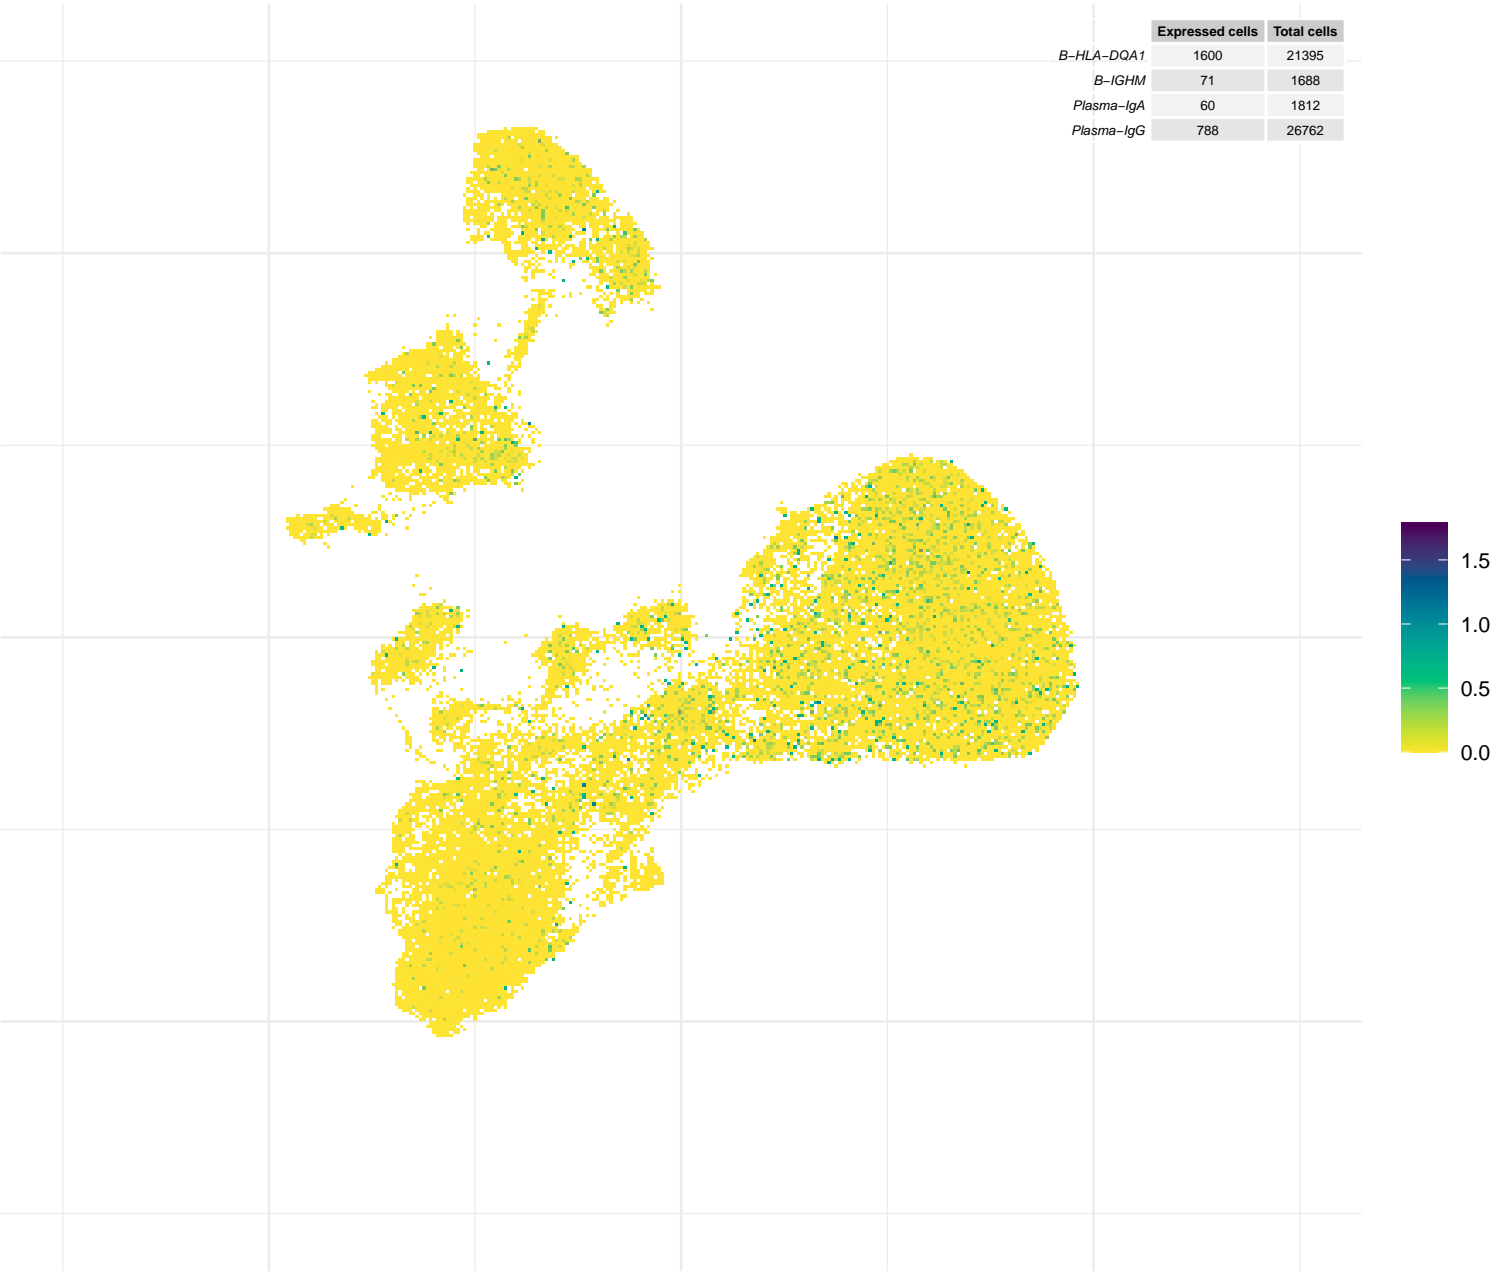 Expressed cells Total cells
B−HLA−DQA1 1600 21395
B−IGHM 71 1688
Plasma−IgA 60 1812
Plasma−IgG 788 26762
1.5
1.0
0.5
0.0